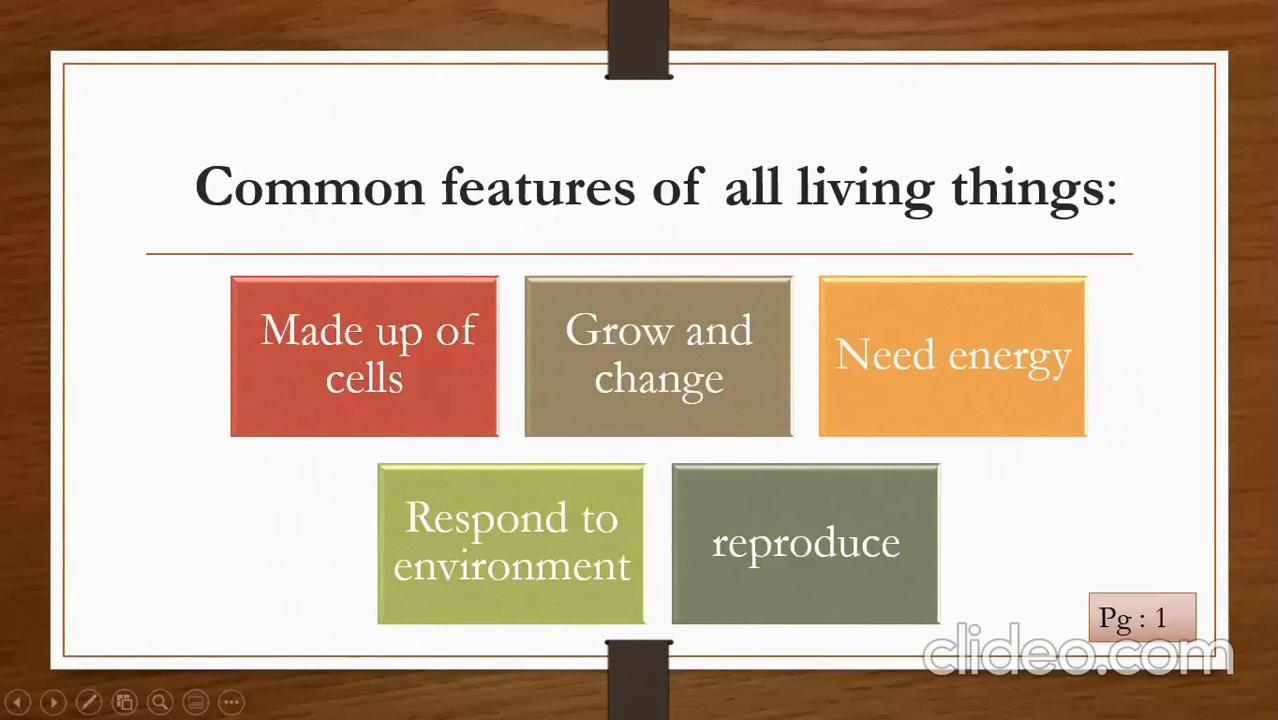 Common features of all living things:
Made up of
cells
Grow and
change
Need energy
Respond to
environment
reproduce
Pg : 1
clideo.com